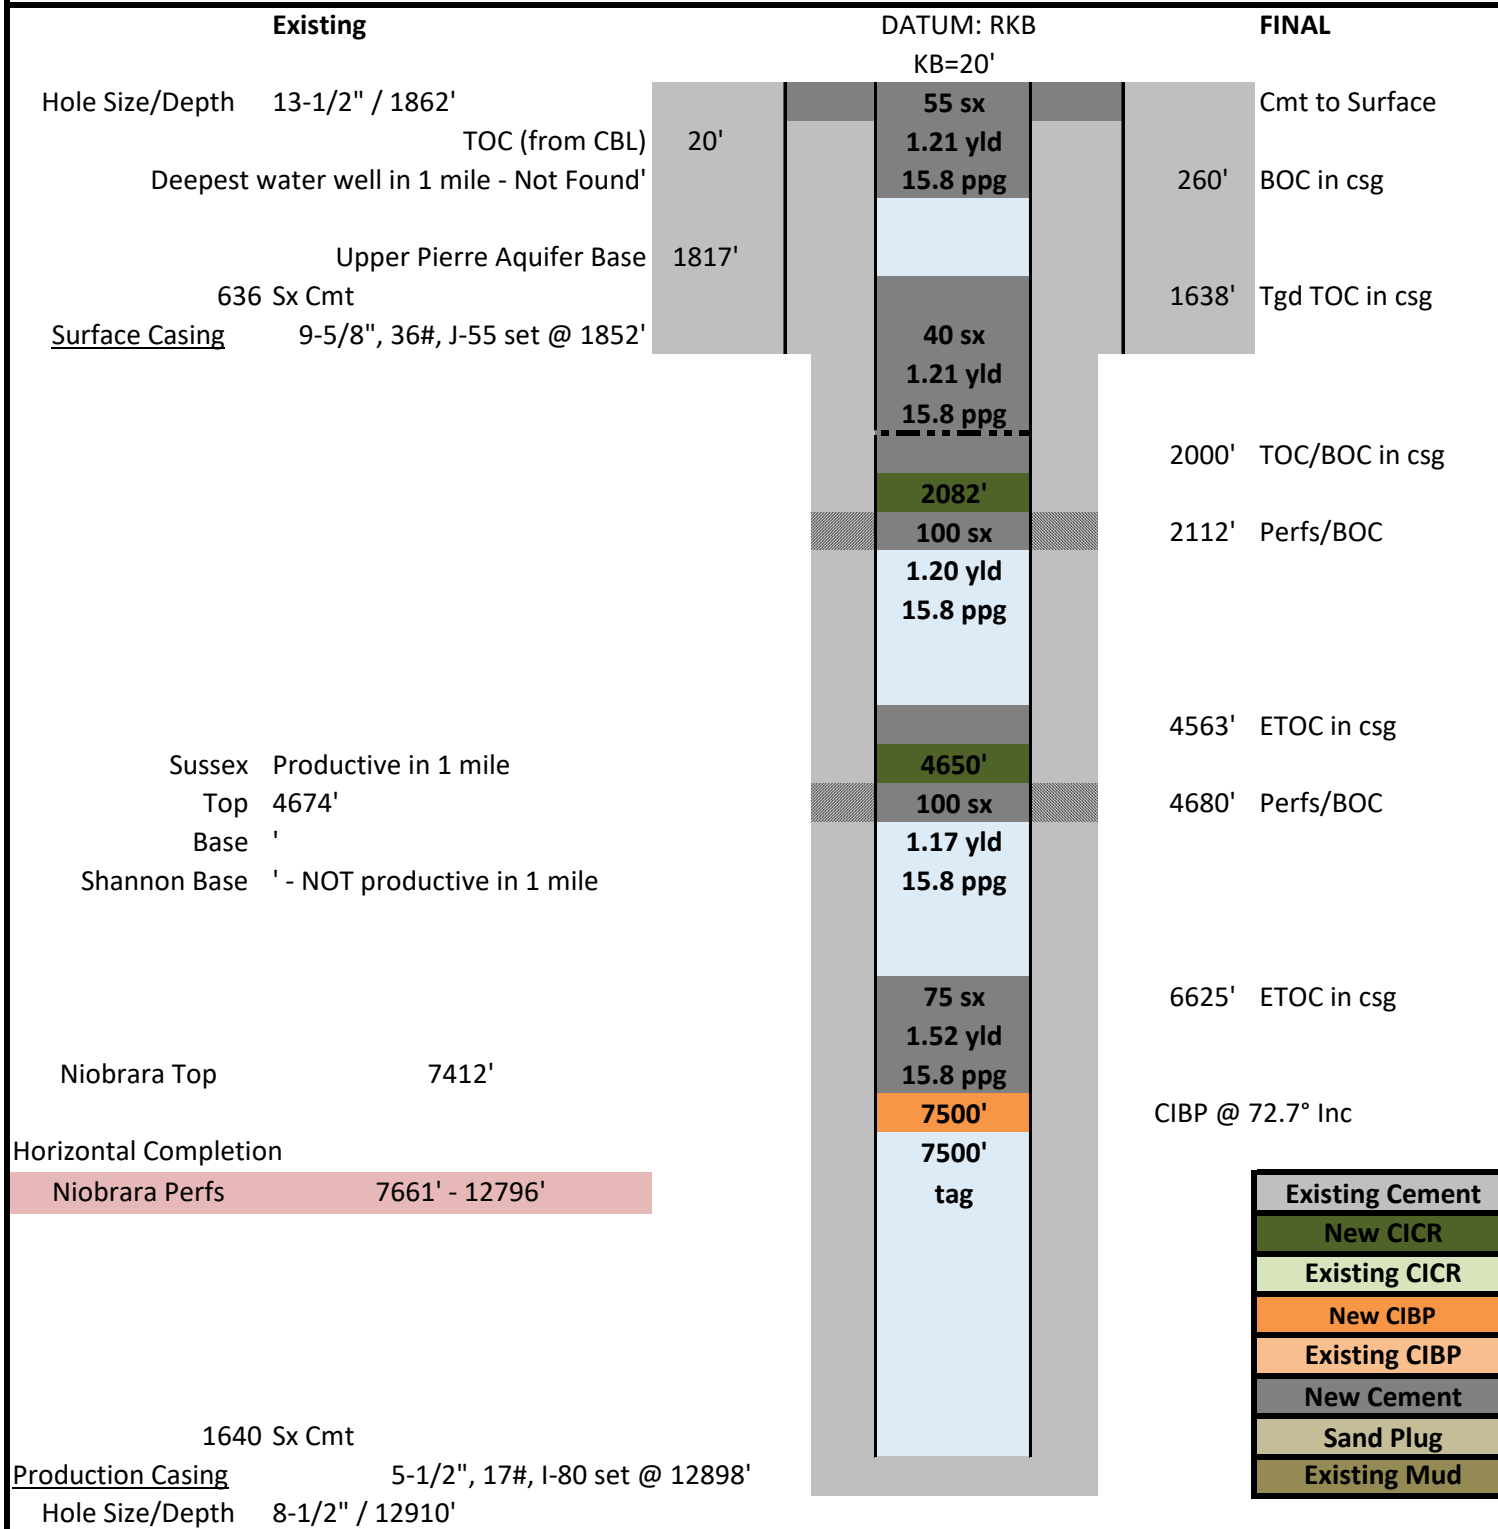 Existing DATUM: RKB FINAL
KB=20'
Hole Size/Depth 13-1/2" / 1862' 55 sx Cmt to Surface
TOC (from CBL) 20' 1.21 yld
Deepest water well in 1 mile - Not Found' 15.8 ppg 260' BOC in csg
Upper Pierre Aquifer Base 1817'
636 Sx Cmt 1638' Tgd TOC in csg
Surface Casing 9-5/8", 36#, J-55 set @ 1852' 40 sx
1.21 yld
15.8 ppg
2000' TOC/BOC in csg
2082'
100 sx 2112' Perfs/BOC
1.20 yld
15.8 ppg
4563' ETOC in csg
Sussex Productive in 1 mile 4650'
Top 4674' 100 sx 4680' Perfs/BOC
Base ' 1.17 yld
Shannon Base ' - NOT productive in 1 mile 15.8 ppg
75 sx 6625' ETOC in csg
1.52 yld
Niobrara Top 7412' 15.8 ppg
7500' CIBP @ 72.7° Inc
Horizontal Completion 7500'
Niobrara Perfs 7661' - 12796' tag Existing Cement
New CICR
Existing CICR
New CIBP
Existing CIBP
New Cement
1640 Sx Cmt Sand Plug
Production Casing 5-1/2", 17#, I-80 set @ 12898' Existing Mud
Hole Size/Depth 8-1/2" / 12910'